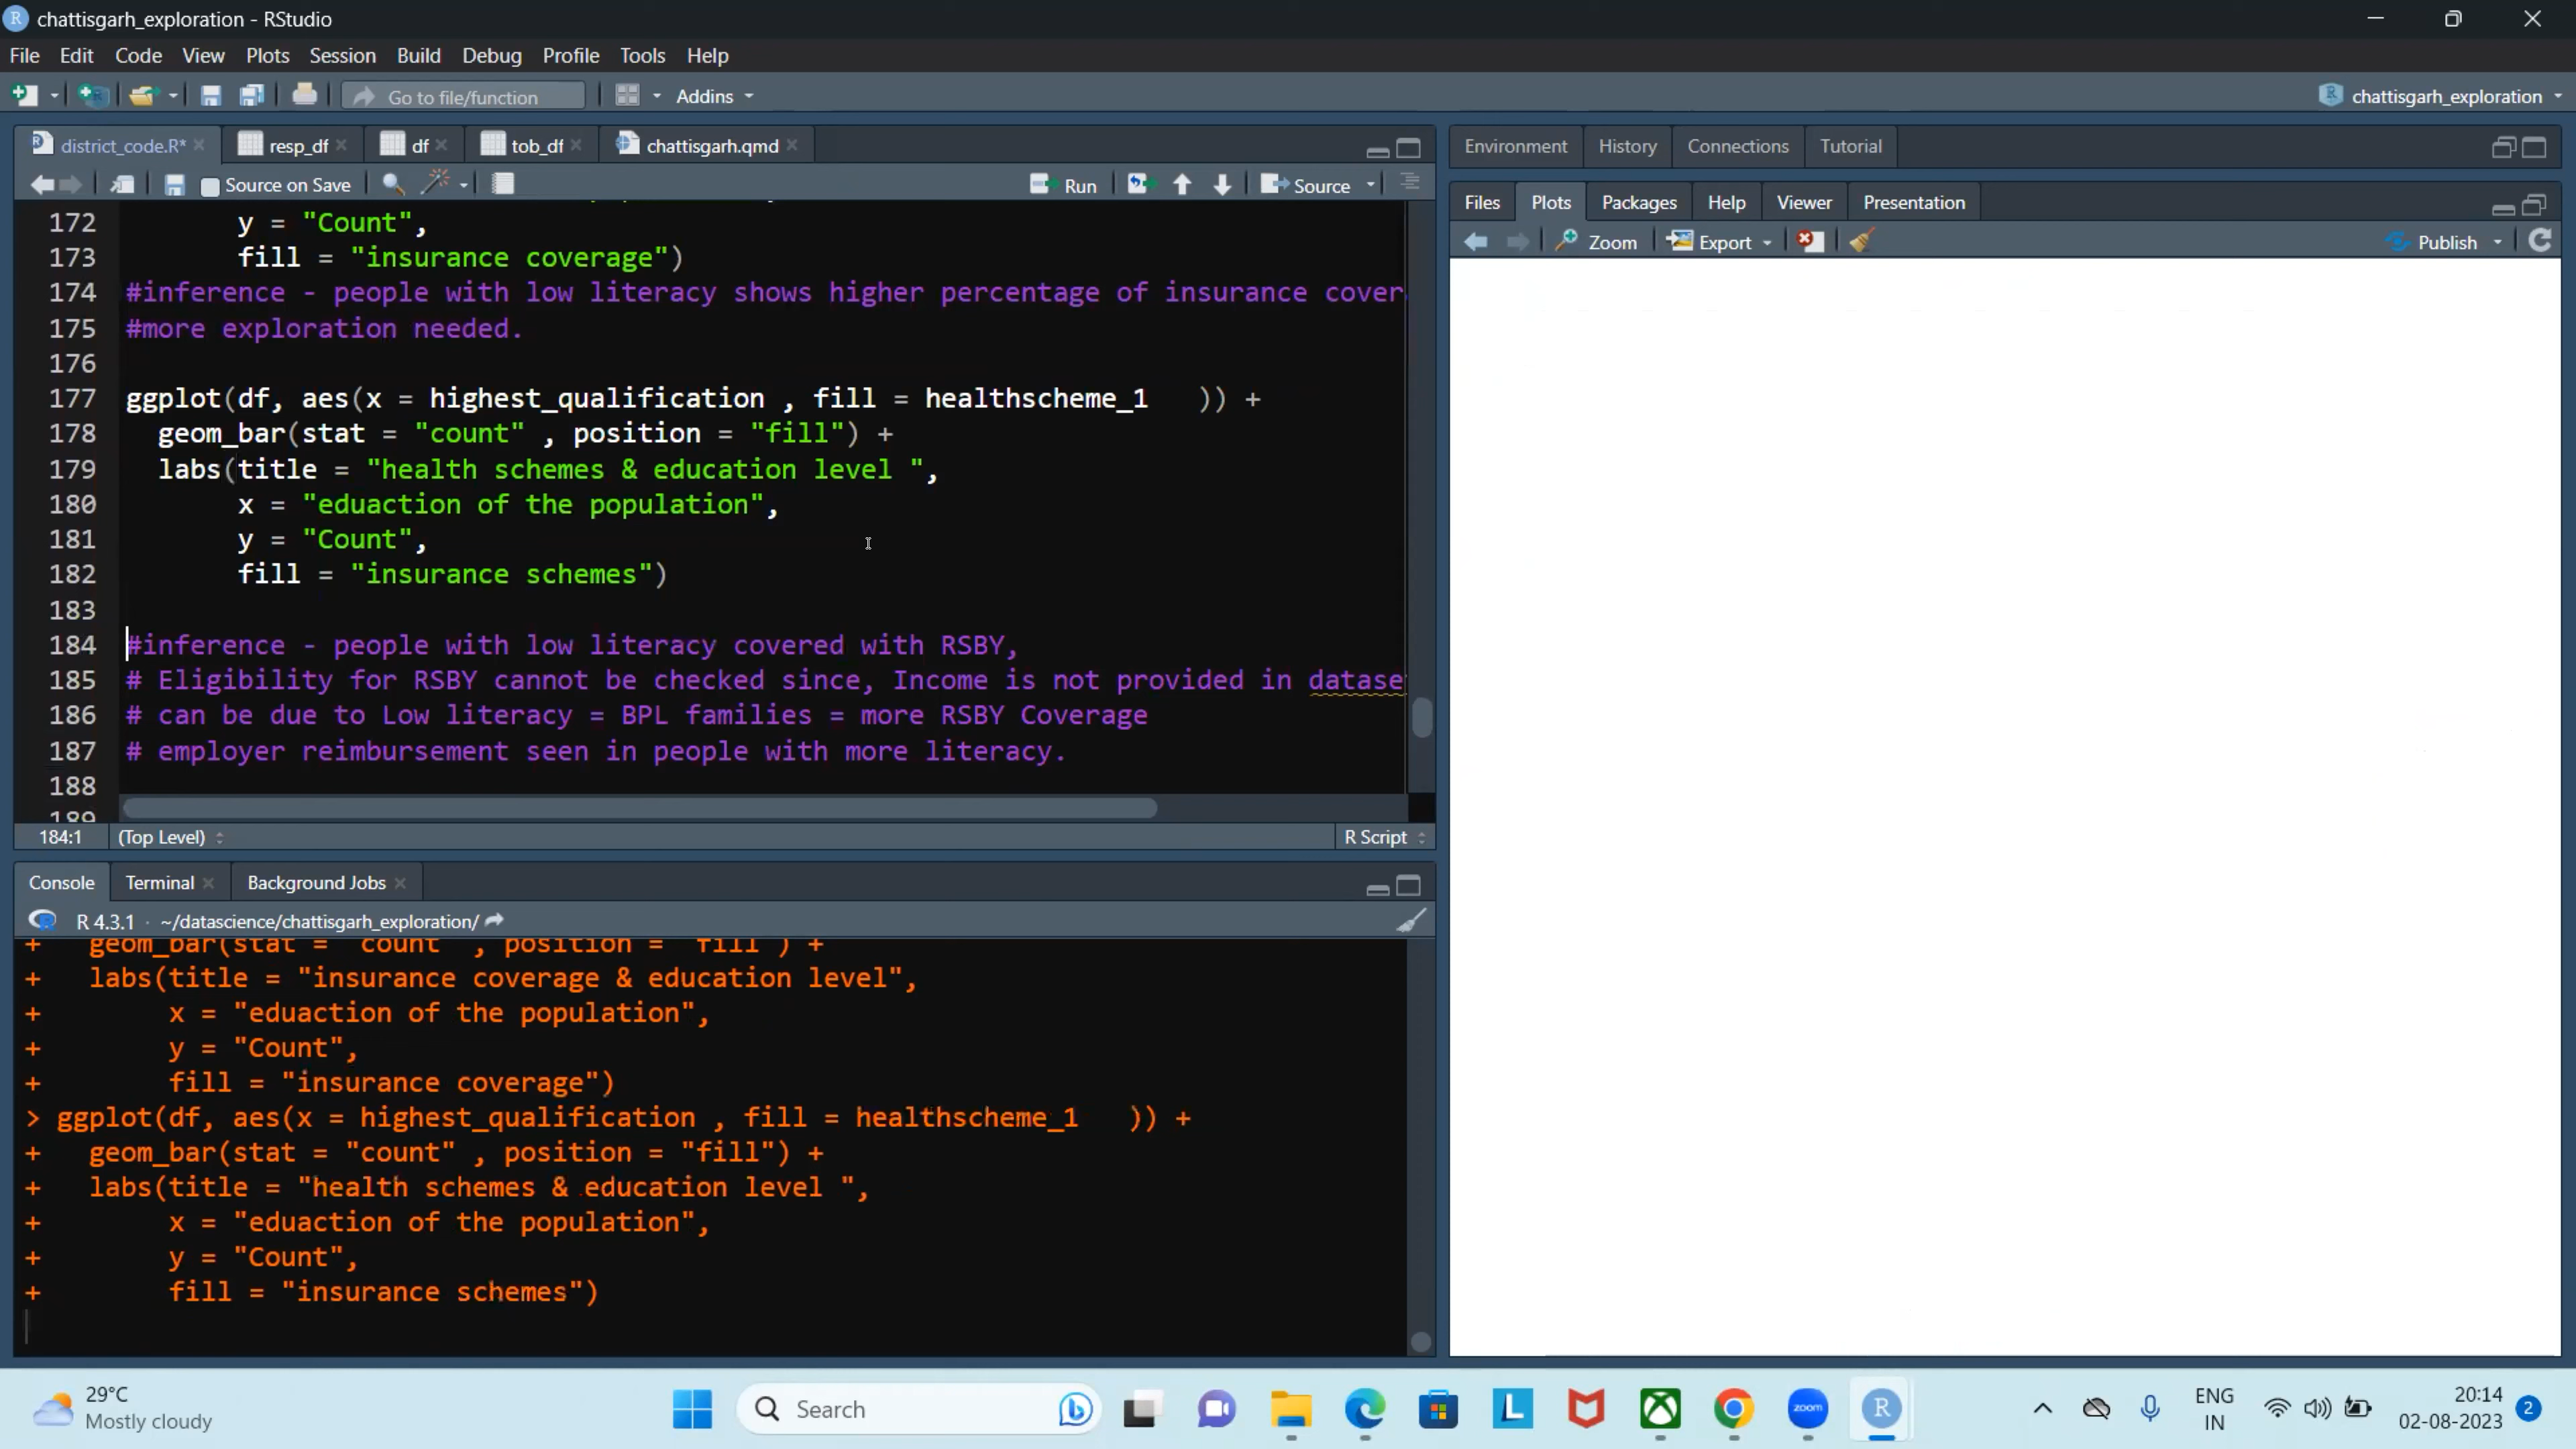 chattisgarh_exploration - RStudio
File Edit Code View Plots Session Build Debug Profile Tools Help
Go to file/function Addins chattisgarh_exploration
district_code.R* resp_df df tob_df chattisgarh.qmd
Source on Save Run Source
172 y = "Count",
173 fill = "insurance coverage")
174 #inference - people with low literacy shows higher percentage of insurance cover
175 #more exploration needed.
176
177 ggplot(df, aes(x = highest_qualification , fill = healthscheme_1   )) +
178 geom_bar(stat = "count" , position = "fill") +
179 labs(title = "health schemes & education level ",
180 x = "eduaction of the population",
181 y = "Count",
182 fill = "insurance schemes")
183
184 #inference - people with low literacy covered with RSBY,
185 # Eligibility for RSBY cannot be checked since, Income is not provided in datase
186 # can be due to Low literacy = BPL families = more RSBY Coverage
187 # employer reimbursement seen in people with more literacy.
188
189
184:1 (Top Level) R Script
Console Terminal Background Jobs
R 4.3.1 · ~/datascience/chattisgarh_exploration/
+ geom_bar(stat = "count" , position = "fill") +
+ labs(title = "insurance coverage & education level",
+ x = "eduaction of the population",
+ y = "Count",
+ fill = "insurance coverage")
> ggplot(df, aes(x = highest_qualification , fill = healthscheme_1   )) +
+ geom_bar(stat = "count" , position = "fill") +
+ labs(title = "health schemes & education level ",
+ x = "eduaction of the population",
+ y = "Count",
+ fill = "insurance schemes")
Environment History Connections Tutorial
Files Plots Packages Help Viewer Presentation
Zoom Export Publish
29°C
Mostly cloudy
Search
zoom
ENG
IN
20:14
02-08-2023
2